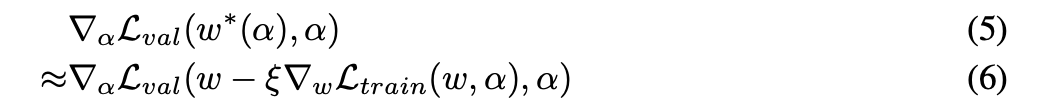 ∇_α 𝓛_val(w*(α), α) (5)
≈∇_α 𝓛_val(w − ξ∇_w 𝓛_train(w, α), α) (6)